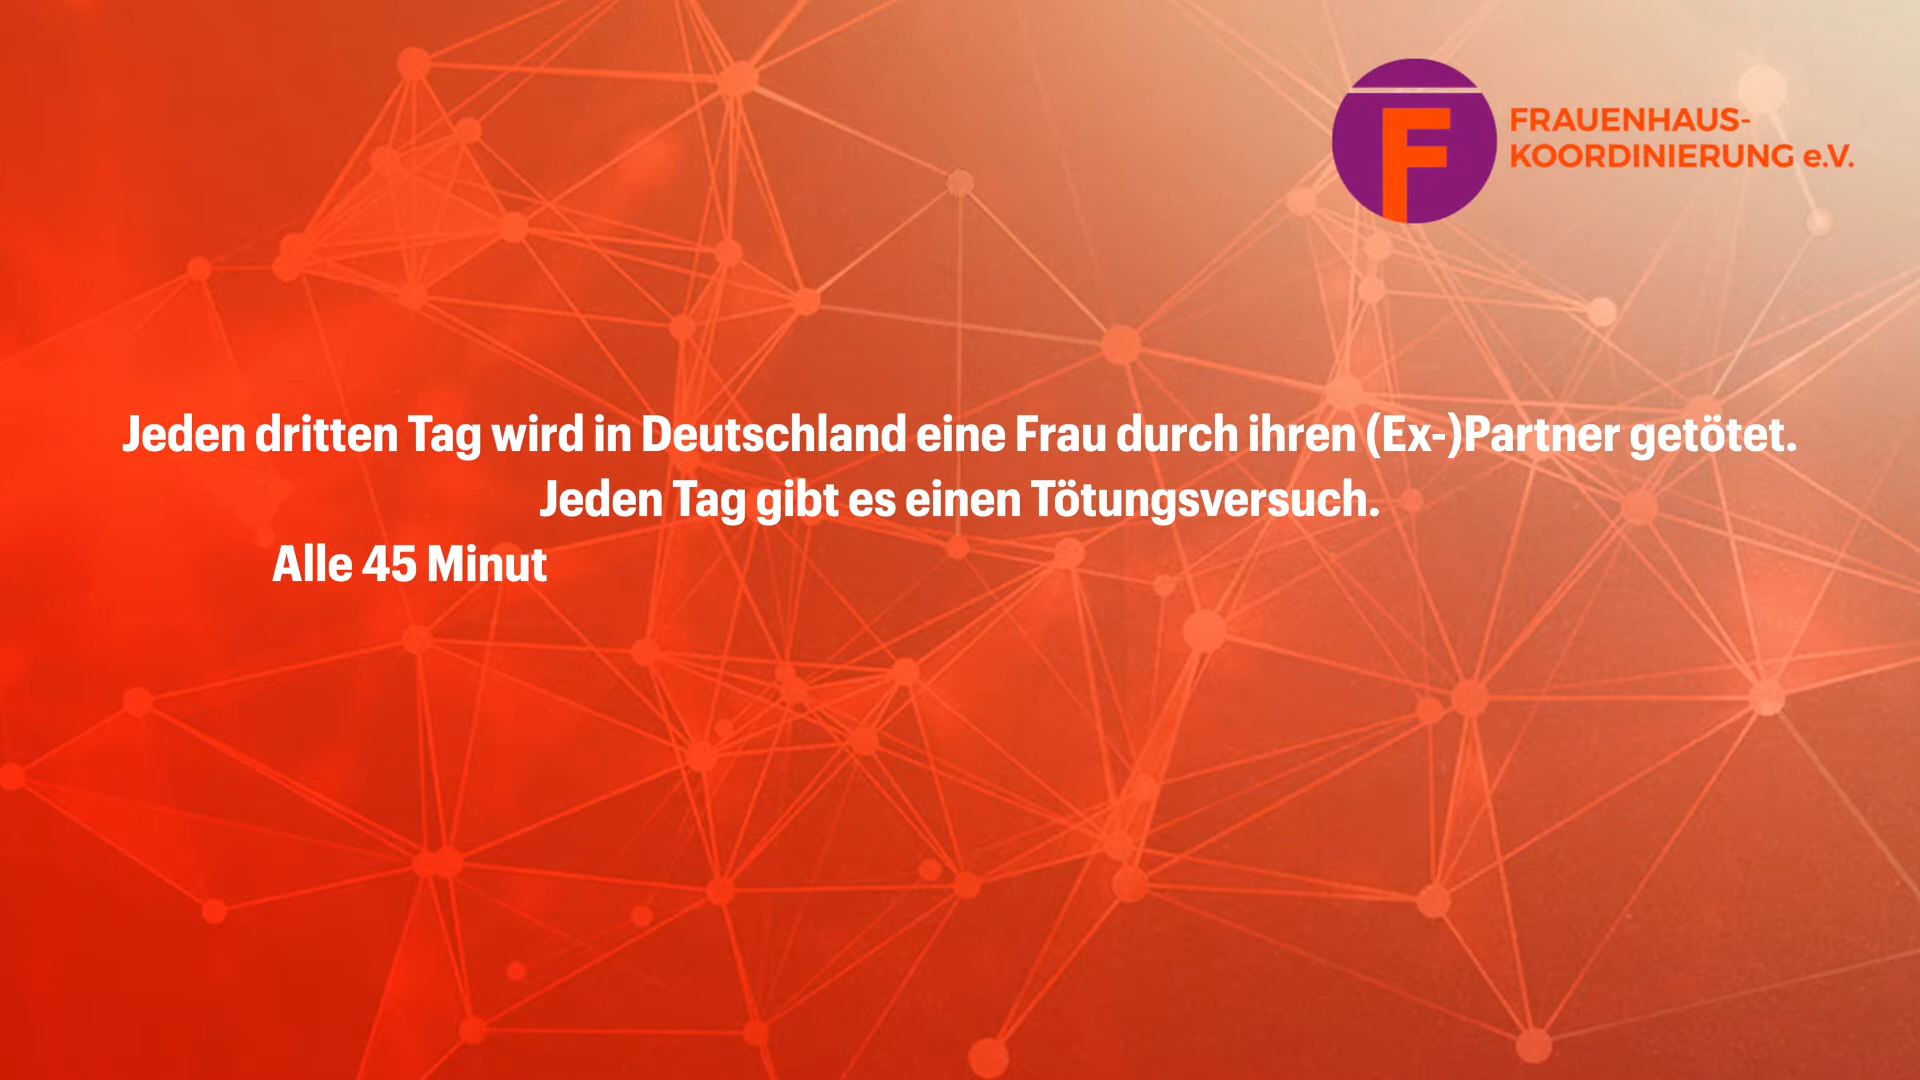 FRAUENHAUS-
KOORDINIERUNG e.V.
Jeden dritten Tag wird in Deutschland eine Frau durch ihren (Ex-)Partner getötet.
Jeden Tag gibt es einen Tötungsversuch.
Alle 45 Minut